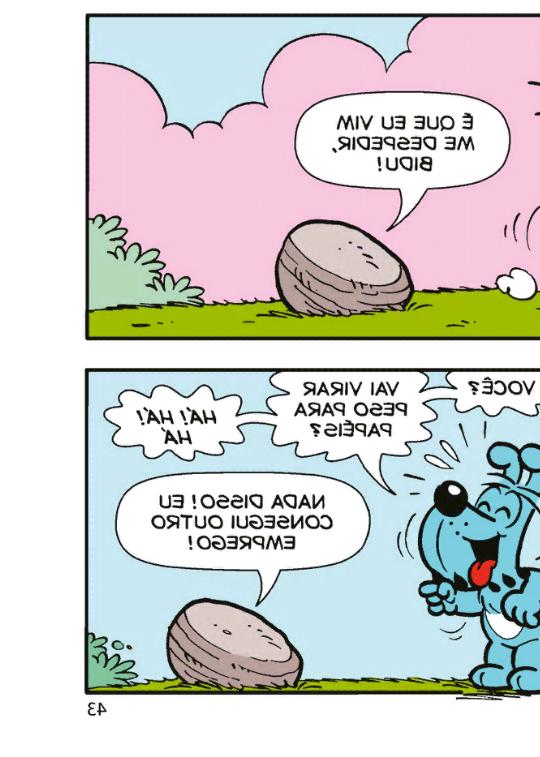 É QUE EU VIM
ME DESPEDIR,
BIDU!
VOCÊ?
VAI VIRAR
PESO PARA
PAPÉIS?
HÁ! HÁ!
HÁ
NADA DISSO! EU
CONSEGUI OUTRO
EMPREGO!
43